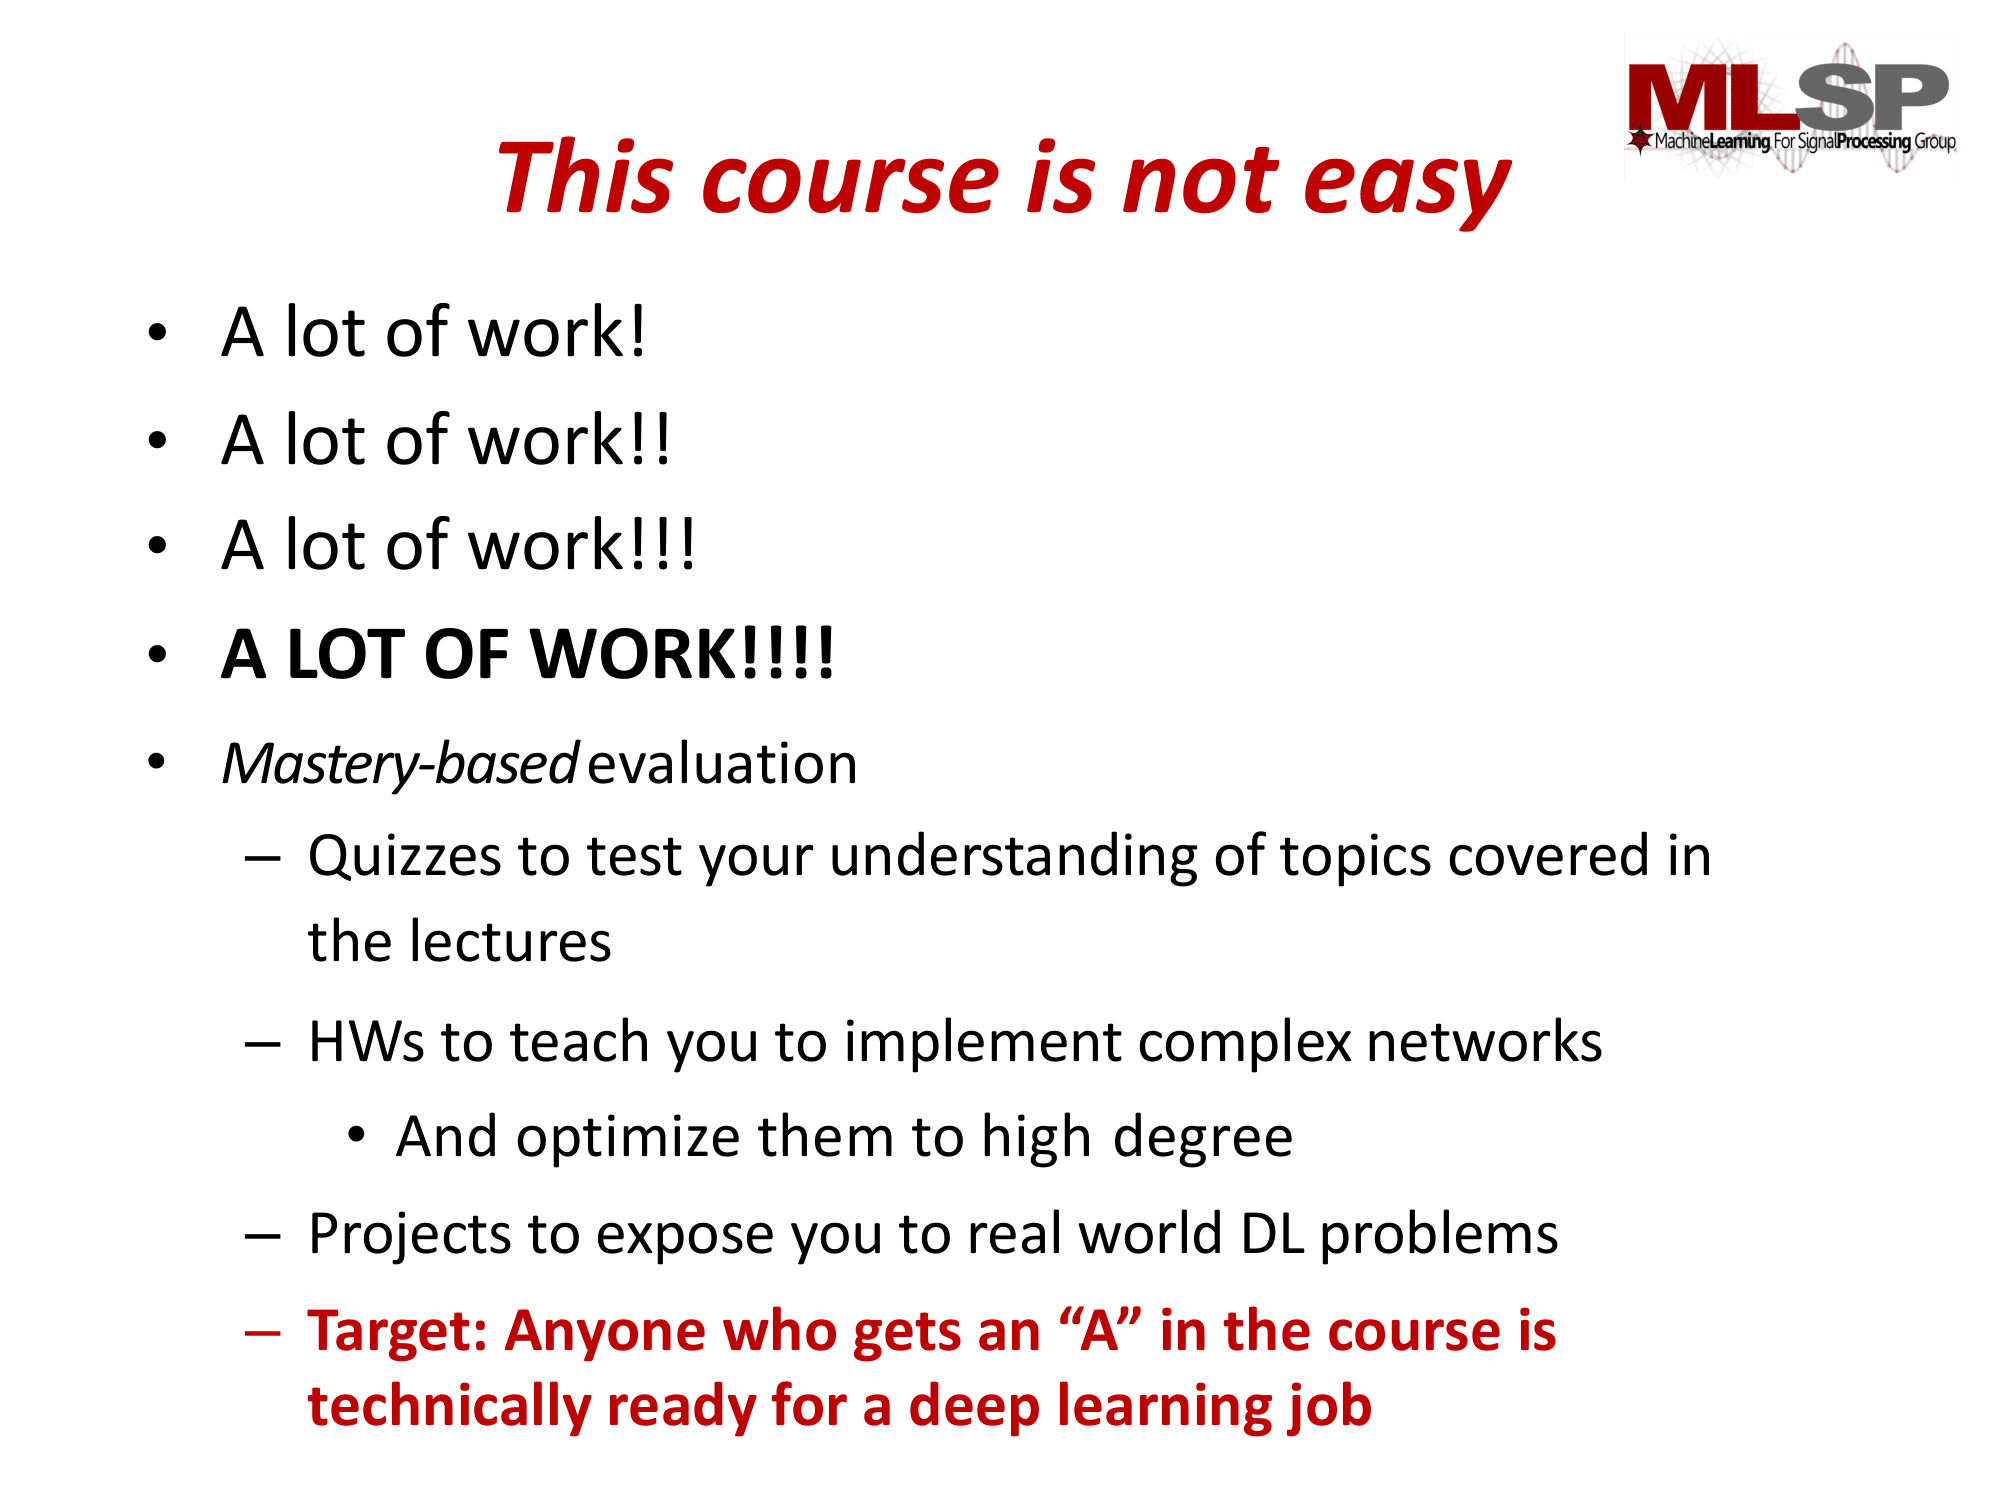 MLSP
MachineLearning For SignalProcessing Group
This course is not easy
• A lot of work!
• A lot of work!!
• A lot of work!!!
• A LOT OF WORK!!!!
• Mastery-based evaluation
– Quizzes to test your understanding of topics covered in
the lectures
– HWs to teach you to implement complex networks
• And optimize them to high degree
– Projects to expose you to real world DL problems
– Target: Anyone who gets an “A” in the course is
technically ready for a deep learning job